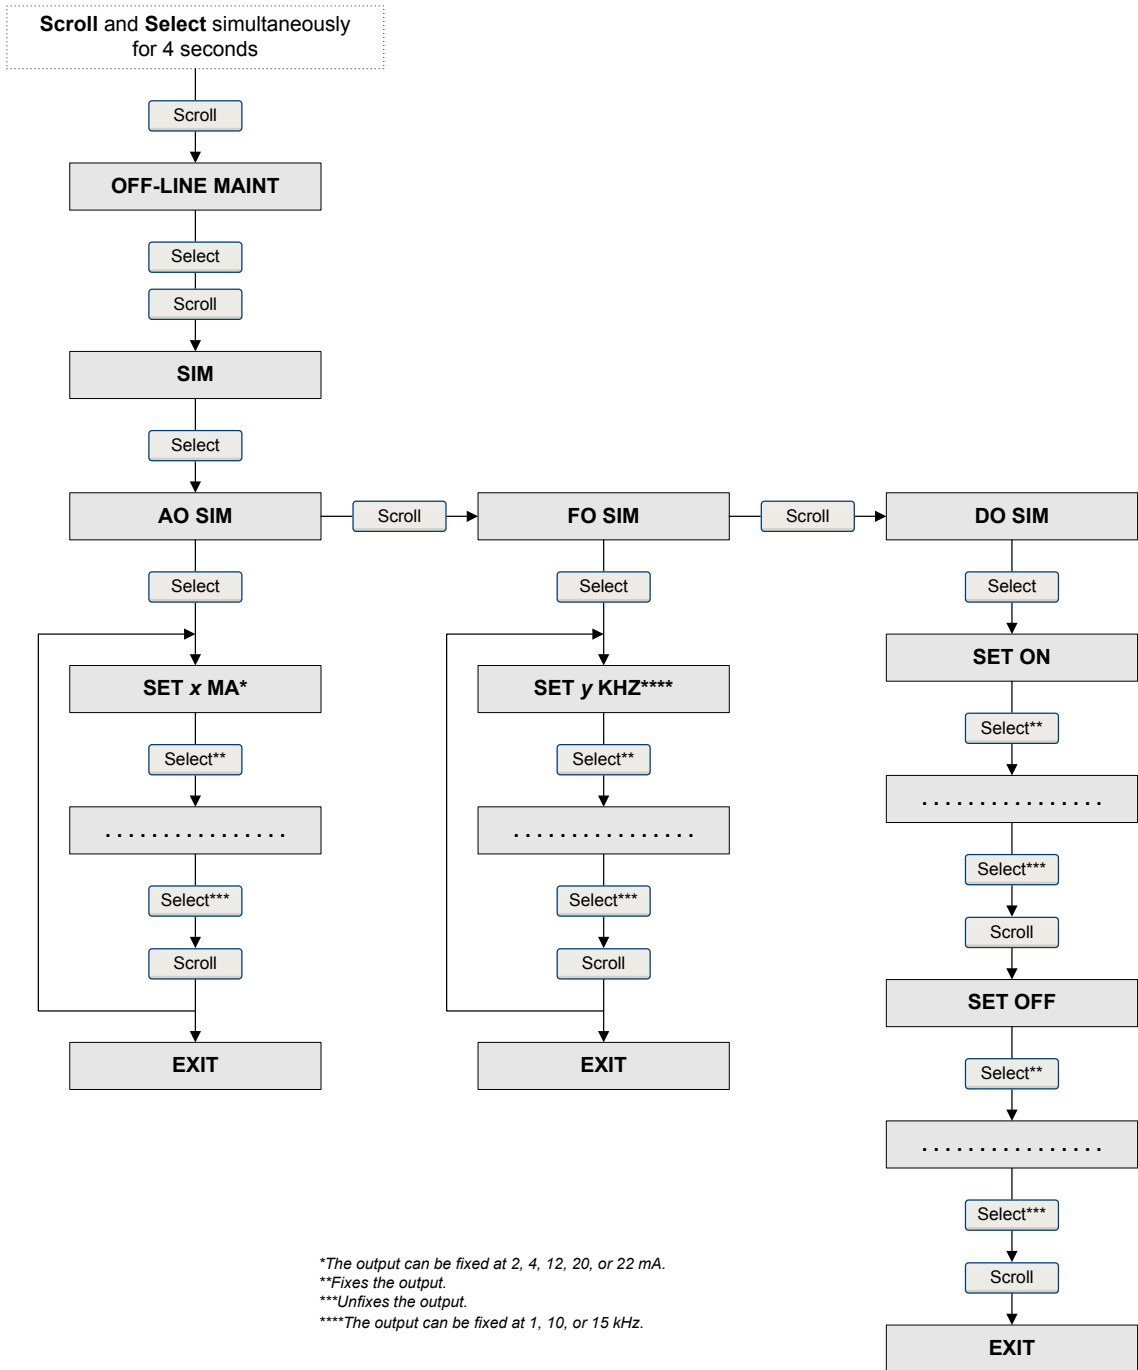 Scroll and Select simultaneously
for 4 seconds
Scroll
OFF-LINE MAINT
Select
Scroll
SIM
Select
AO SIM
Scroll
FO SIM
Scroll
DO SIM
Select
Select
Select
SET x MA*
SET y KHZ****
SET ON
Select**
Select**
Select**
. . . . . . . . . . . . . . . .
. . . . . . . . . . . . . . . .
. . . . . . . . . . . . . . . .
Select***
Select***
Select***
Scroll
Scroll
Scroll
SET OFF
EXIT
EXIT
Select**
. . . . . . . . . . . . . . . .
Select***
Scroll
EXIT
*The output can be fixed at 2, 4, 12, 20, or 22 mA.
**Fixes the output.
***Unfixes the output.
****The output can be fixed at 1, 10, or 15 kHz.